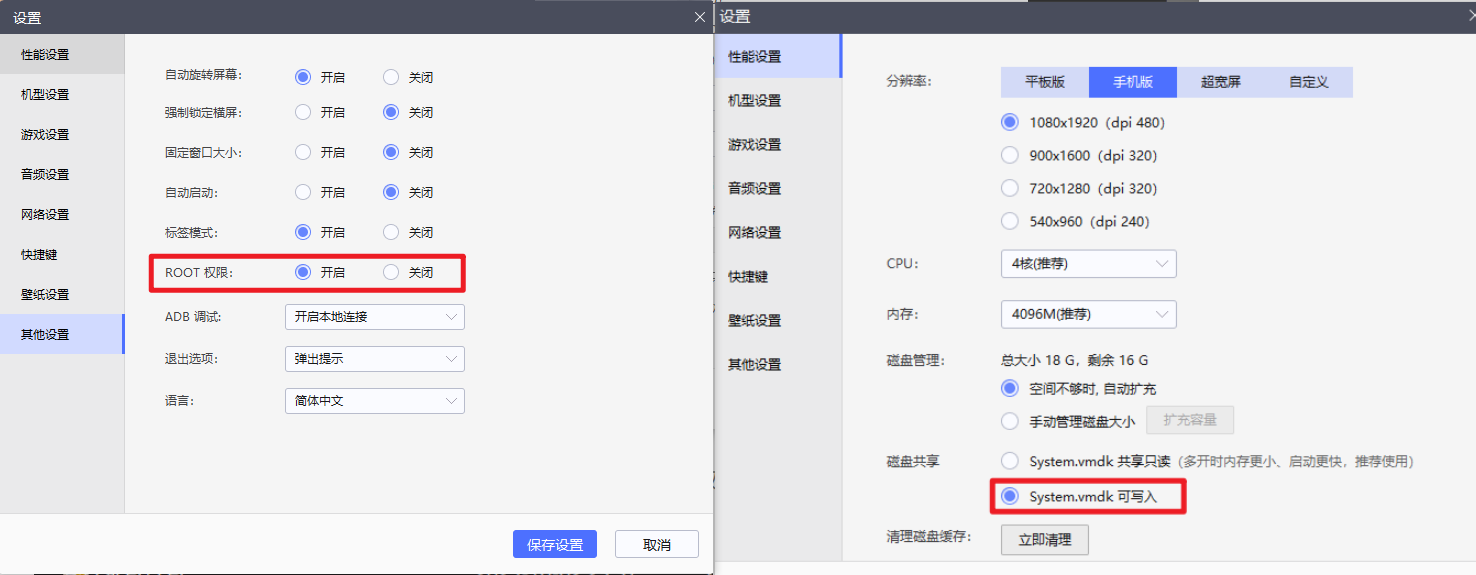 设置
性能设置
机型设置
游戏设置
音频设置
网络设置
快捷键
壁纸设置
其他设置
自动旋转屏幕: 开启 关闭
强制锁定横屏: 开启 关闭
固定窗口大小: 开启 关闭
自动启动: 开启 关闭
标签模式: 开启 关闭
ROOT 权限: 开启 关闭
ADB 调试: 开启本地连接
退出选项: 弹出提示
语言: 简体中文
保存设置 取消
设置
性能设置
机型设置
游戏设置
音频设置
网络设置
快捷键
壁纸设置
其他设置
分辨率: 平板版 手机版 超宽屏 自定义
1080x1920（dpi 480）
900x1600（dpi 320）
720x1280（dpi 320）
540x960（dpi 240）
CPU: 4核(推荐)
内存: 4096M(推荐)
磁盘管理: 总大小 18 G，剩余 16 G
空间不够时, 自动扩充
手动管理磁盘大小 扩充容量
磁盘共享 System.vmdk 共享只读（多开时内存更小、启动更快，推荐使用）
System.vmdk 可写入
清理磁盘缓存: 立即清理